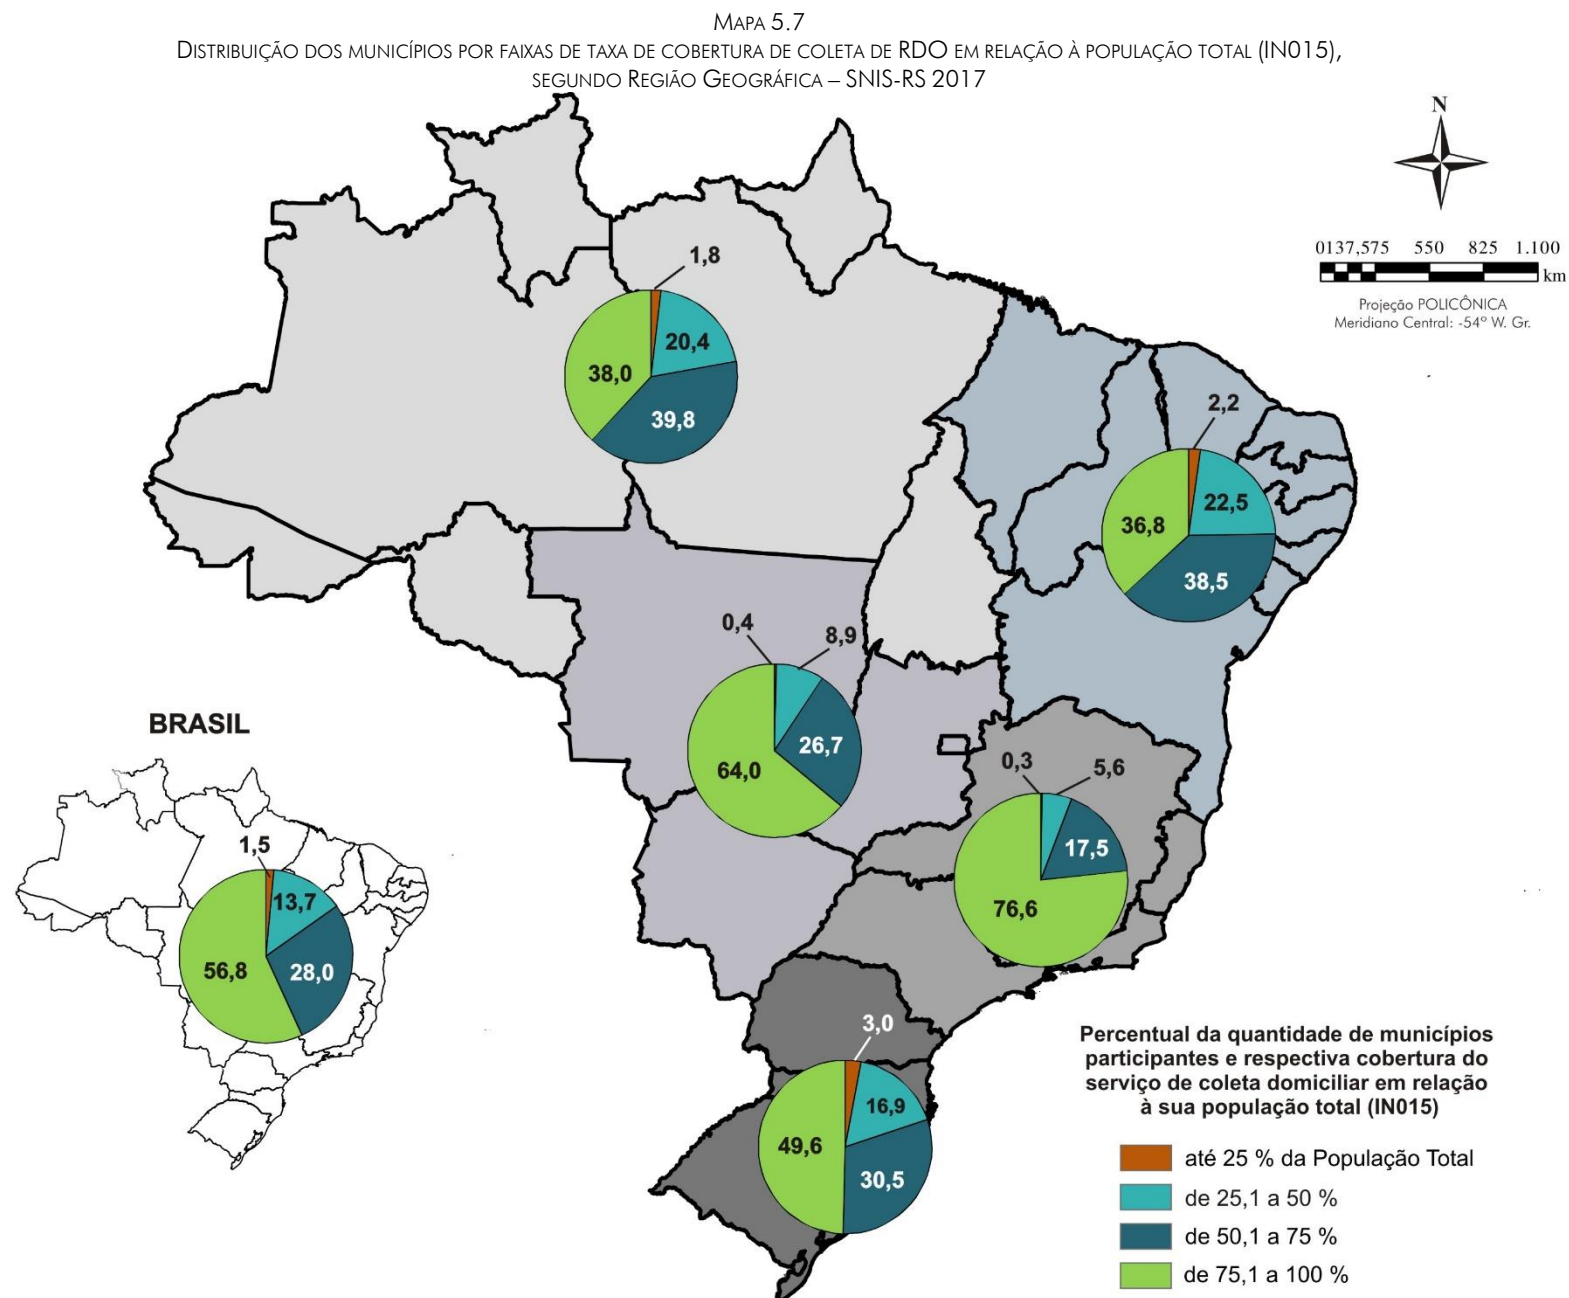 MAPA 5.7
DISTRIBUIÇÃO DOS MUNICÍPIOS POR FAIXAS DE TAXA DE COBERTURA DE COLETA DE RDO EM RELAÇÃO À POPULAÇÃO TOTAL (IN015),
SEGUNDO REGIÃO GEOGRÁFICA – SNIS-RS 2017
N
0137,575 550 825 1.100
km
Projeção POLICÔNICA
Meridiano Central: -54º W. Gr.
1,8
20,4
38,0
39,8
2,2
22,5
36,8
38,5
0,4
8,9
26,7
64,0
0,3
5,6
17,5
76,6
BRASIL
1,5
13,7
56,8
28,0
3,0
16,9
49,6
30,5
Percentual da quantidade de municípios
participantes e respectiva cobertura do
serviço de coleta domiciliar em relação
à sua população total (IN015)
até 25 % da População Total
de 25,1 a 50 %
de 50,1 a 75 %
de 75,1 a 100 %